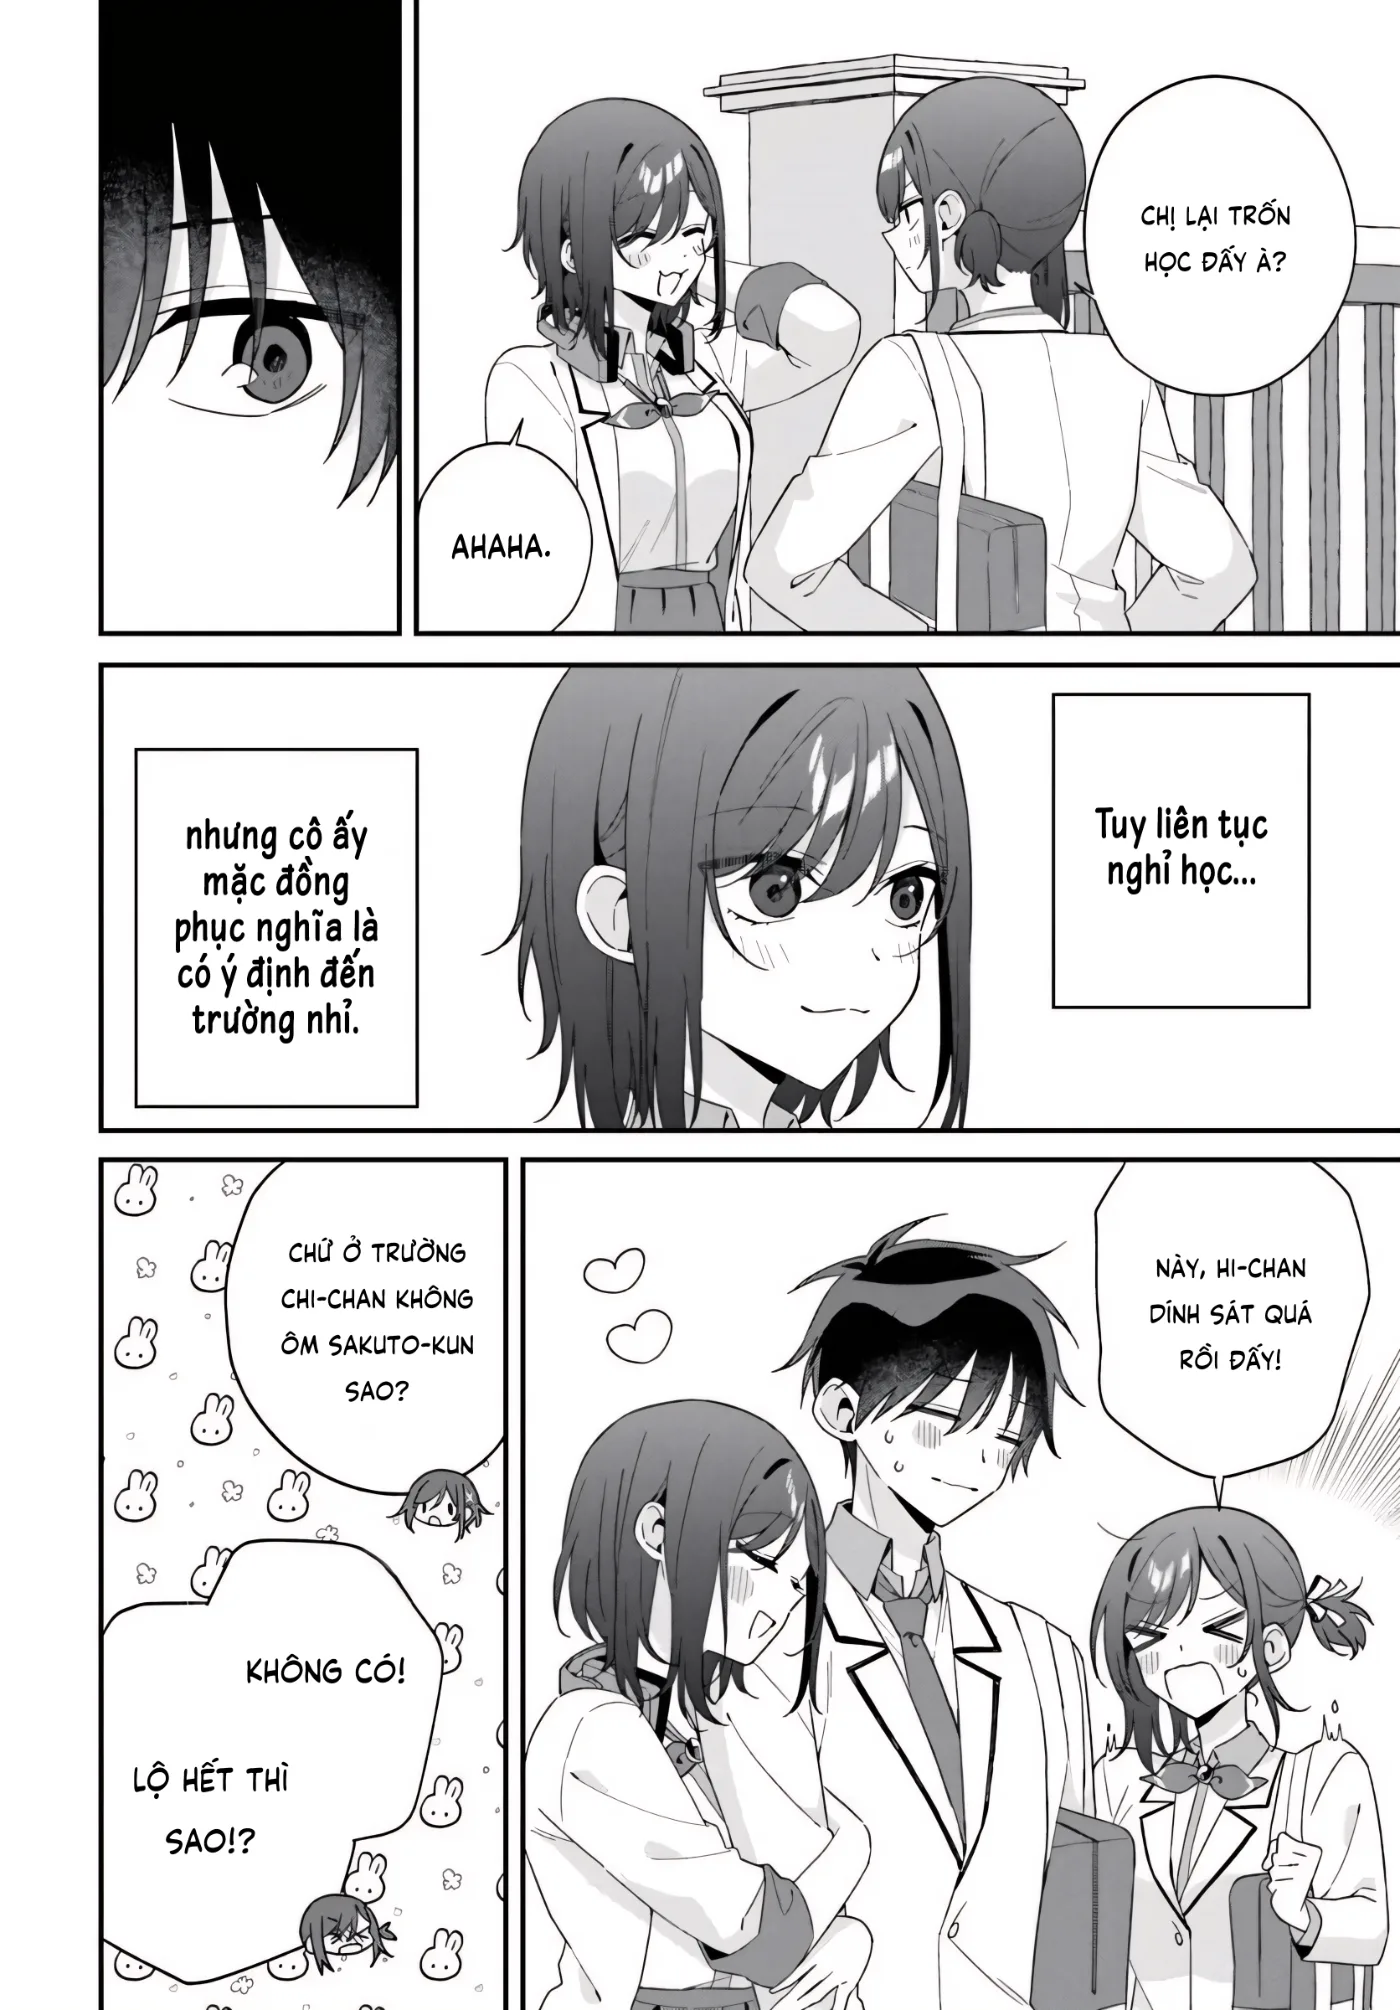 CHỊ LẠI TRỐN
HỌC ĐẤY À?
AHAHA.
Tuy liên tục
nghỉ học...
nhưng cô ấy
mặc đồng
phục nghĩa là
có ý định đến
trường nhỉ.
NÀY, HI-CHAN
DÍNH SÁT QUÁ
RỒI ĐẤY!
CHỨ Ở TRƯỜNG
CHI-CHAN KHÔNG
ÔM SAKUTO-KUN
SAO?
KHÔNG CÓ!
LỘ HẾT THÌ
SAO!?